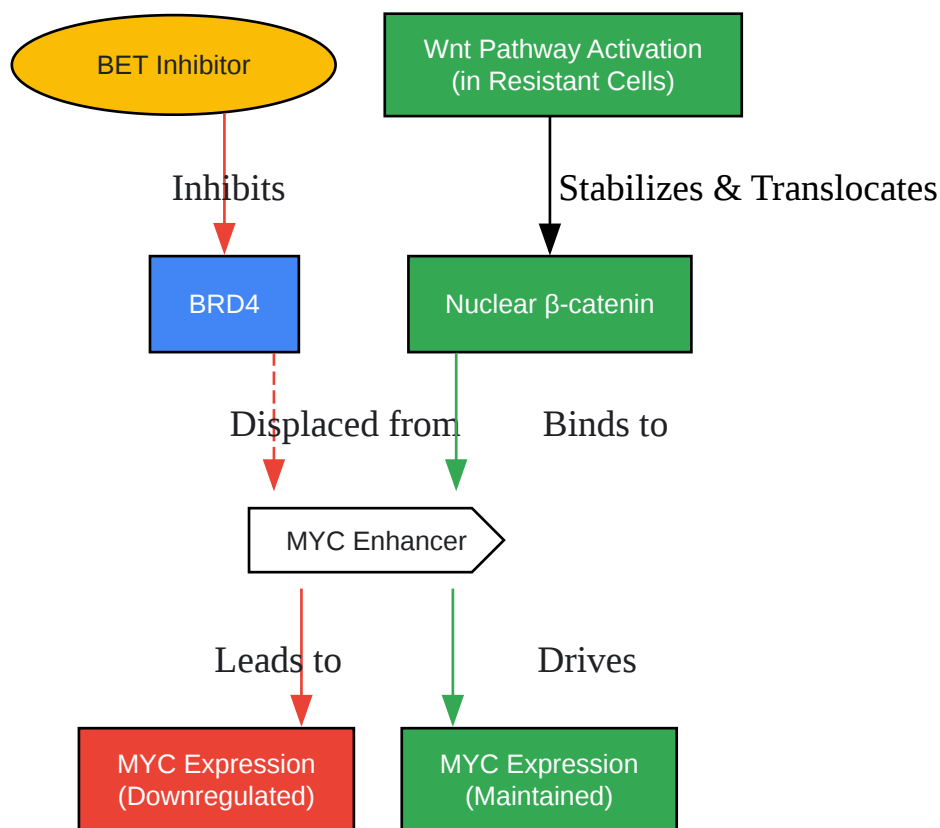 BET Inhibitor
Wnt Pathway Activation
(in Resistant Cells)
Inhibits
Stabilizes & Translocates
BRD4
Nuclear β-catenin
Displaced from
Binds to
MYC Enhancer
Leads to
Drives
MYC Expression
(Downregulated)
MYC Expression
(Maintained)